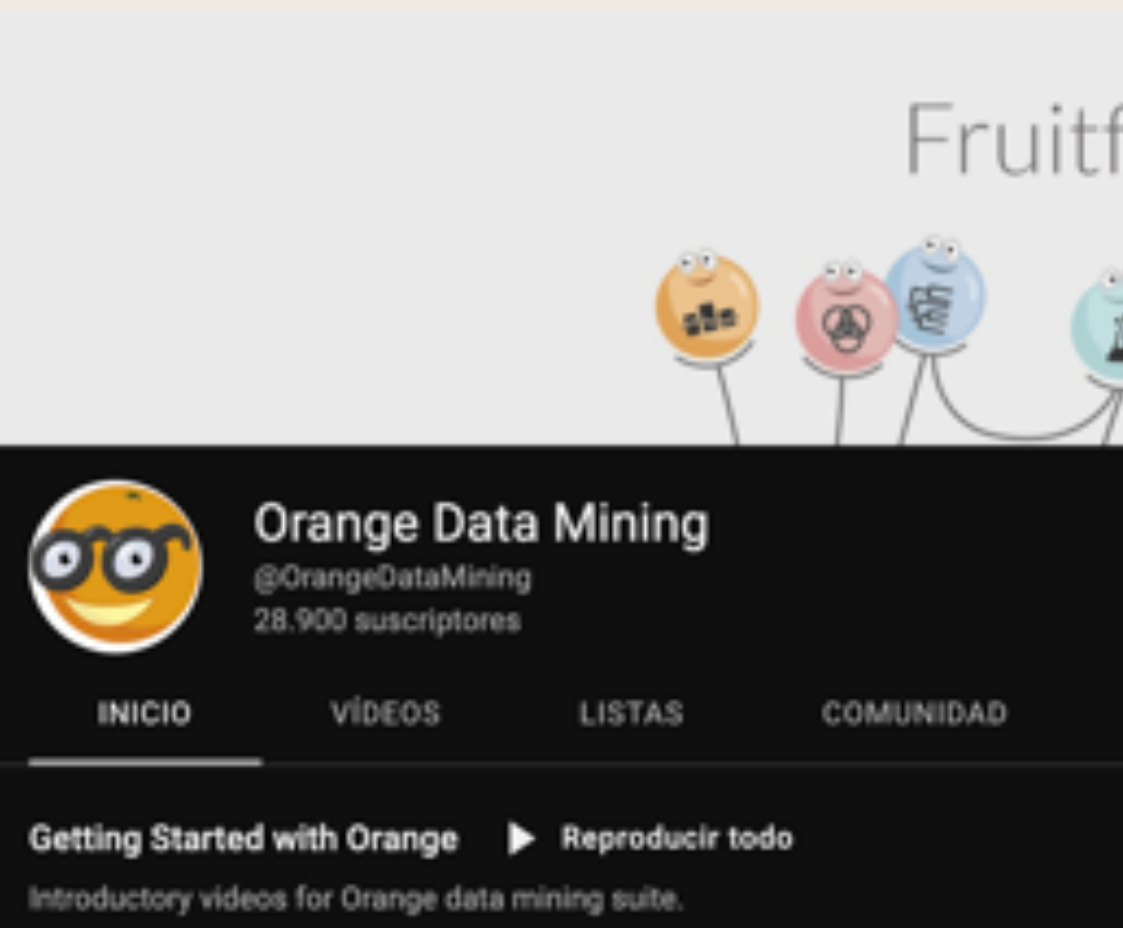 Fruitf
Orange Data Mining
@OrangeDataMining
28.900 suscriptores
INICIO VÍDEOS LISTAS COMUNIDAD
Getting Started with Orange Reproducir todo
Introductory videos for Orange data mining suite.